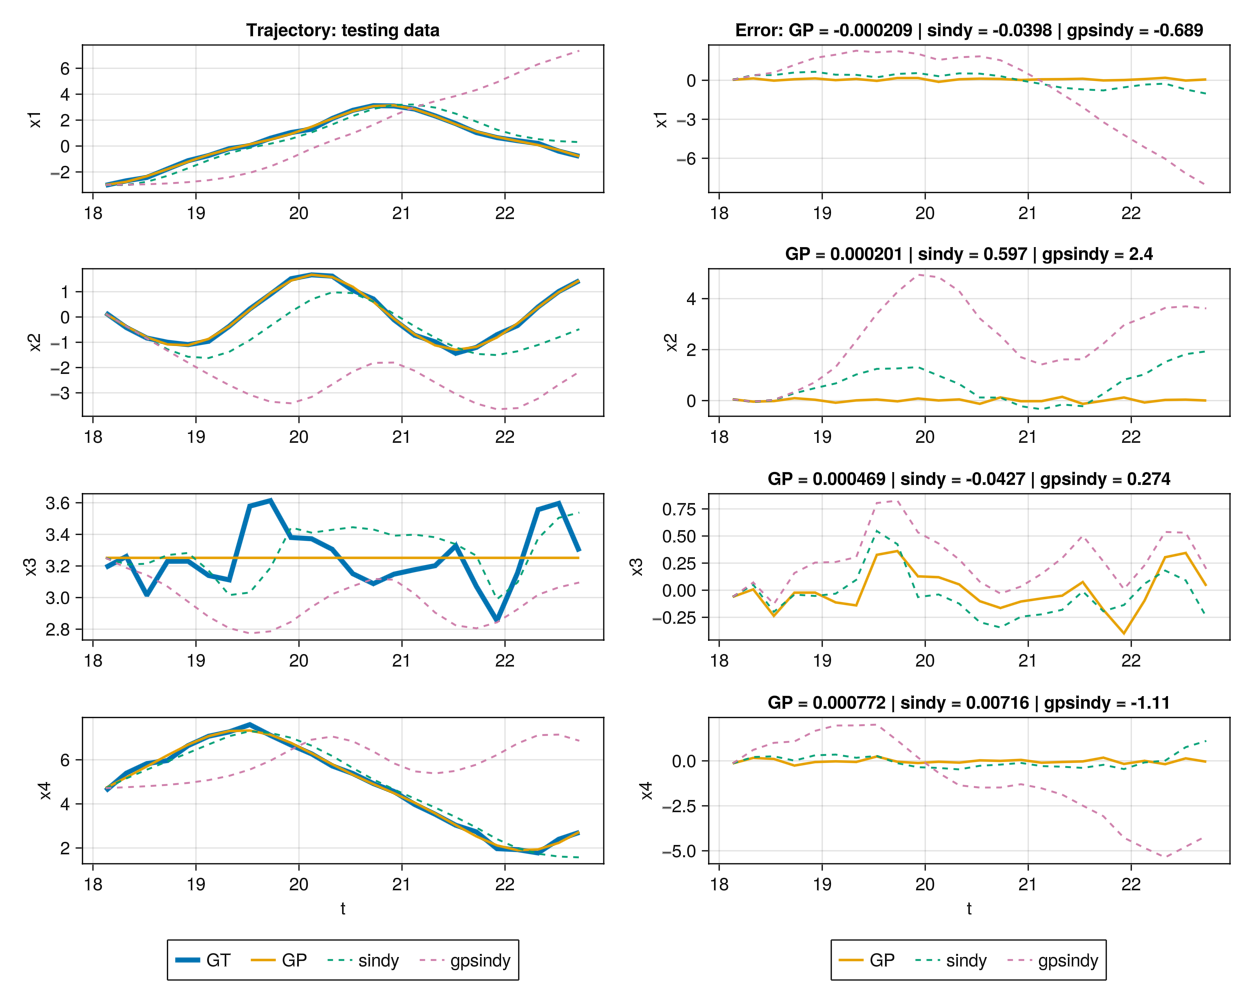 Trajectory: testing data
x1
6
4
2
0
−2
18 19 20 21 22
Error: GP = -0.000209 | sindy = -0.0398 | gpsindy = -0.689
x1
0
−3
−6
18 19 20 21 22
x2
1
0
−1
−2
−3
18 19 20 21 22
GP = 0.000201 | sindy = 0.597 | gpsindy = 2.4
x2
4
2
0
18 19 20 21 22
x3
3.6
3.4
3.2
3.0
2.8
18 19 20 21 22
GP = 0.000469 | sindy = -0.0427 | gpsindy = 0.274
x3
0.75
0.50
0.25
0.00
−0.25
18 19 20 21 22
x4
6
4
2
18 19 20 21 22
t
GP = 0.000772 | sindy = 0.00716 | gpsindy = -1.11
x4
0.0
−2.5
−5.0
18 19 20 21 22
t
GT GP sindy gpsindy
GP sindy gpsindy